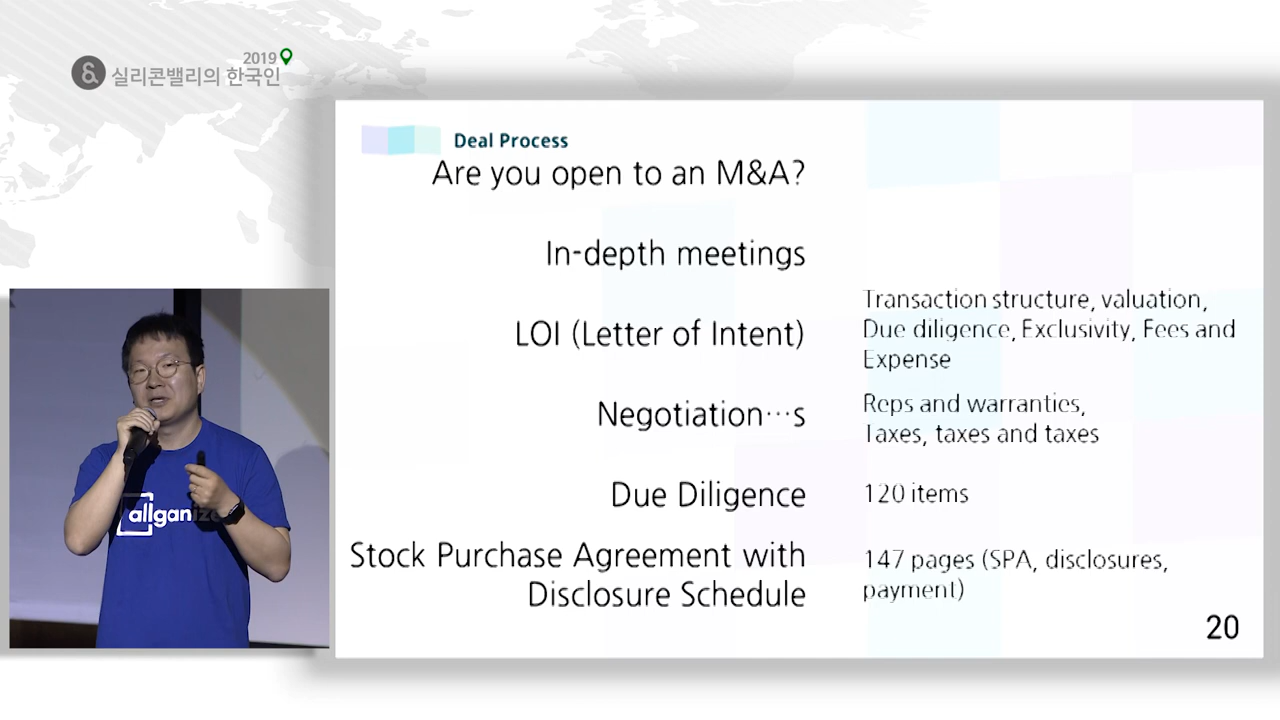 2019
& 실리콘밸리의 한국인
Deal Process
Are you open to an M&A?
In-depth meetings
LOI (Letter of Intent)
Transaction structure, valuation,
Due diligence, Exclusivity, Fees and
Expense
Negotiation⋯s
Reps and warranties,
Taxes, taxes and taxes
Due Diligence
120 items
Stock Purchase Agreement with
Disclosure Schedule
147 pages (SPA, disclosures,
payment)
20
allganize